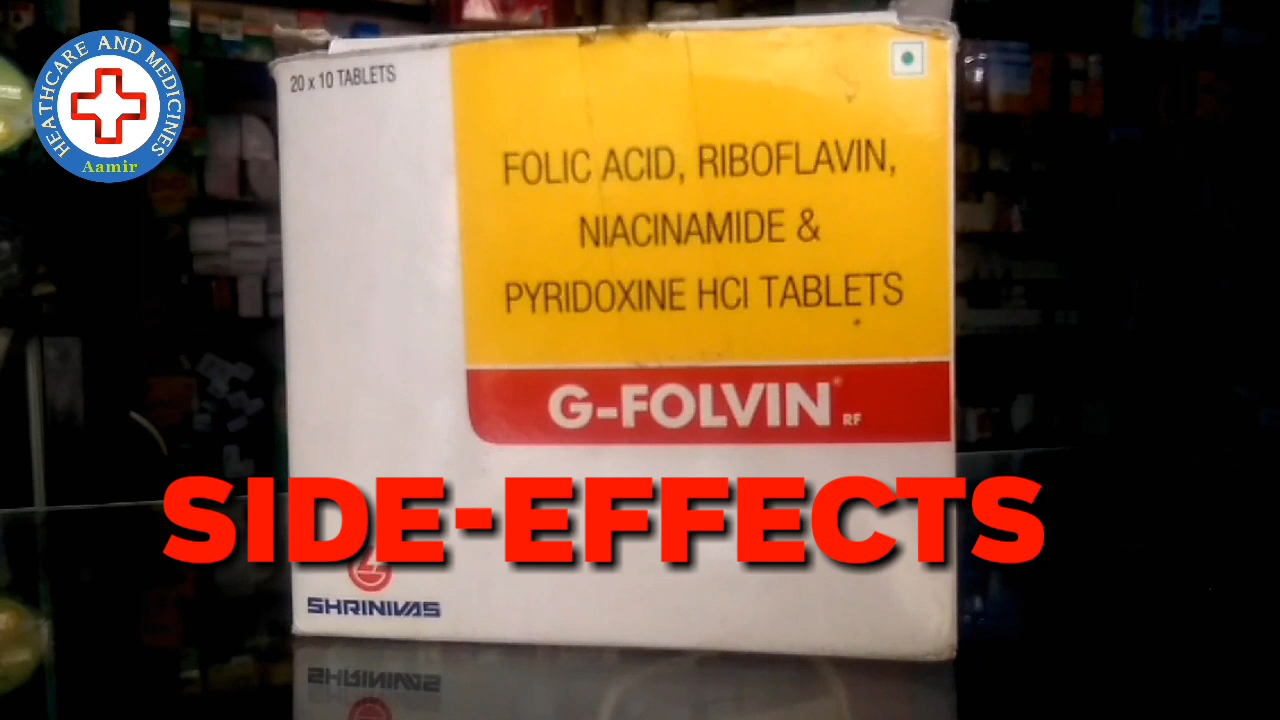 HEATHCARE AND MEDICINES
Aamir
20 x 10 TABLETS
FOLIC ACID, RIBOFLAVIN,
NIACINAMIDE &
PYRIDOXINE HCl TABLETS
G-FOLVIN® RF
SIDE-EFFECTS
SHRINIVAS
SHRINIVAS